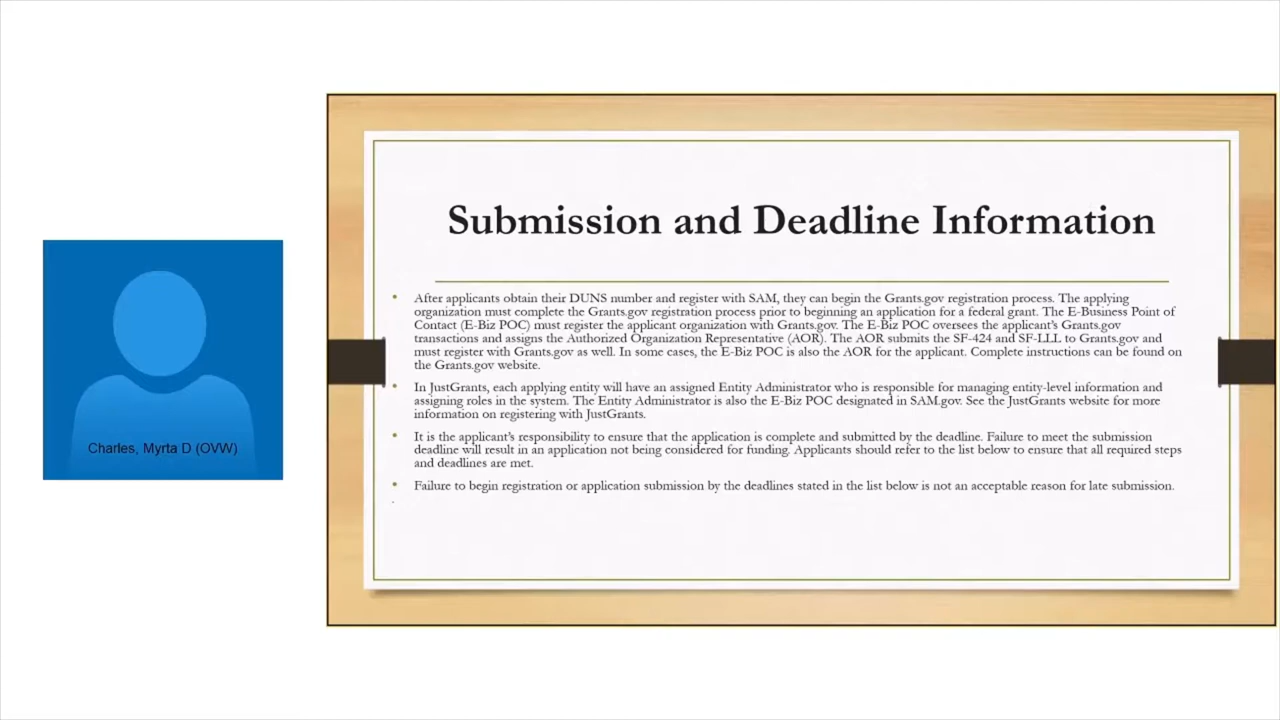 Submission and Deadline Information
• After applicants obtain their DUNS number and register with SAM, they can begin the Grants.gov registration process. The applying
organization must complete the Grants.gov registration process prior to beginning an application for a federal grant. The E-Business Point of
Contact (E-Biz POC) must register the applicant organization with Grants.gov. The E-Biz POC oversees the applicant’s Grants.gov
transactions and assigns the Authorized Organization Representative (AOR). The AOR submits the SF-424 and SF-LLL to Grants.gov and
must register with Grants.gov as well. In some cases, the E-Biz POC is also the AOR for the applicant. Complete instructions can be found on
the Grants.gov website.
• In JustGrants, each applying entity will have an assigned Entity Administrator who is responsible for managing entity-level information and
assigning roles in the system. The Entity Administrator is also the E-Biz POC designated in SAM.gov. See the JustGrants website for more
information on registering with JustGrants.
• It is the applicant’s responsibility to ensure that the application is complete and submitted by the deadline. Failure to meet the submission
deadline will result in an application not being considered for funding. Applicants should refer to the list below to ensure that all required steps
and deadlines are met.
• Failure to begin registration or application submission by the deadlines stated in the list below is not an acceptable reason for late submission.
Charles, Myrta D (OVW)